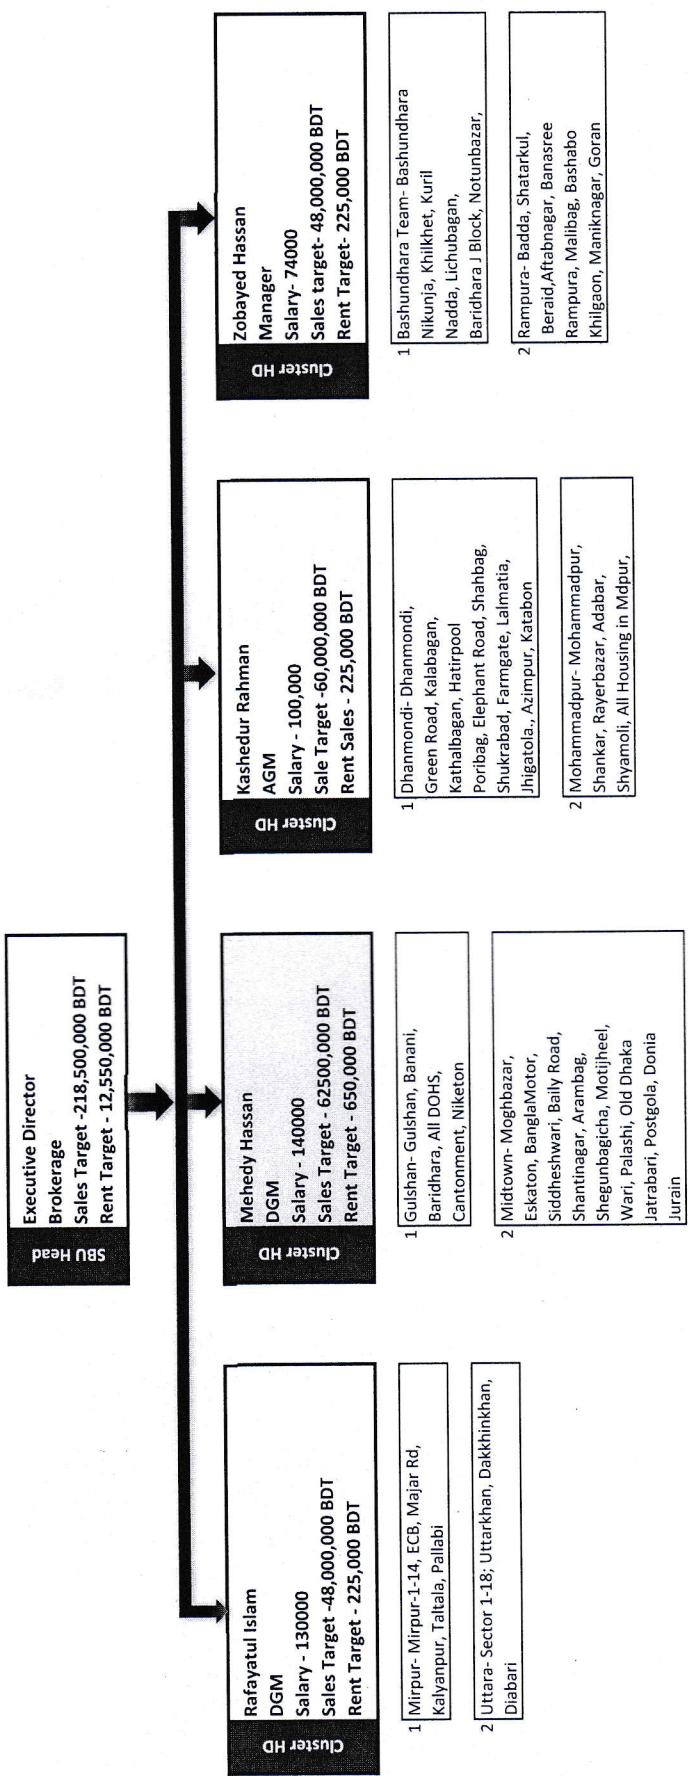 SBU Head
Executive Director
Brokerage
Sales Target -218,500,000 BDT
Rent Target - 12,550,000 BDT
Cluster HD
Rafayatul Islam
DGM
Salary - 130000
Sales Target -48,000,000 BDT
Rent Target - 225,000 BDT
1 Mirpur- Mirpur-1-14, ECB, Majar Rd,
Kalyanpur, Taltala, Pallabi
2 Uttara- Sector 1-18; Uttarkhan, Dakkhinkhan,
Diabari
Cluster HD
Mehedy Hassan
DGM
Salary - 140000
Sales Target - 62500,000 BDT
Rent Target - 650,000 BDT
1 Gulshan- Gulshan, Banani,
Baridhara, All DOHS,
Cantonment, Niketon
2 Midtown- Moghbazar,
Eskaton, BanglaMotor,
Siddheshwari, Baily Road,
Shantinagar, Arambag,
Shegunbagicha, Motijheel,
Wari, Palashi, Old Dhaka
Jatrabari, Postgola, Donia
Jurain
Cluster HD
Kashedur Rahman
AGM
Salary - 100,000
Sale Target -60,000,000 BDT
Rent Sales - 225,000 BDT
1 Dhanmondi- Dhanmondi,
Green Road, Kalabagan,
Kathalbagan, Hatirpool
Poribag, Elephant Road, Shahbag,
Shukrabad, Farmgate, Lalmatia,
Jhigatola., Azimpur, Katabon
2 Mohammadpur- Mohammadpur,
Shankar, Rayerbazar, Adabar,
Shyamoli, All Housing in Mdpur,
Cluster HD
Zobayed Hassan
Manager
Salary- 74000
Sales target- 48,000,000 BDT
Rent Target- 225,000 BDT
1 Bashundhara Team- Bashundhara
Nikunja, Khilkhet, Kuril
Nadda, Lichubagan,
Baridhara J Block, Notunbazar,
2 Rampura- Badda, Shatarkul,
Beraid,Aftabnagar, Banasree
Rampura, Malibag, Bashabo
Khilgaon, Maniknagar, Goran